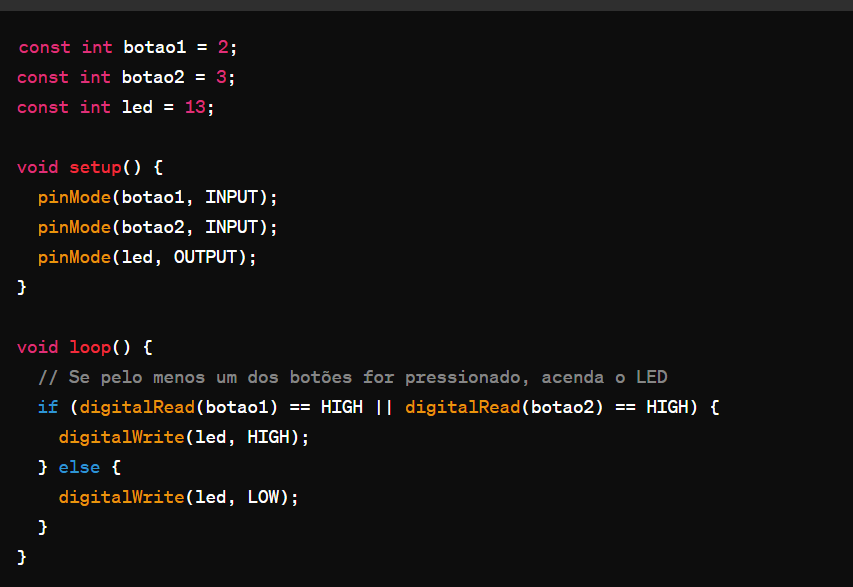 const int botao1 = 2;
const int botao2 = 3;
const int led = 13;

void setup() {
  pinMode(botao1, INPUT);
  pinMode(botao2, INPUT);
  pinMode(led, OUTPUT);
}

void loop() {
  // Se pelo menos um dos botões for pressionado, acenda o LED
  if (digitalRead(botao1) == HIGH || digitalRead(botao2) == HIGH) {
    digitalWrite(led, HIGH);
  } else {
    digitalWrite(led, LOW);
  }
}